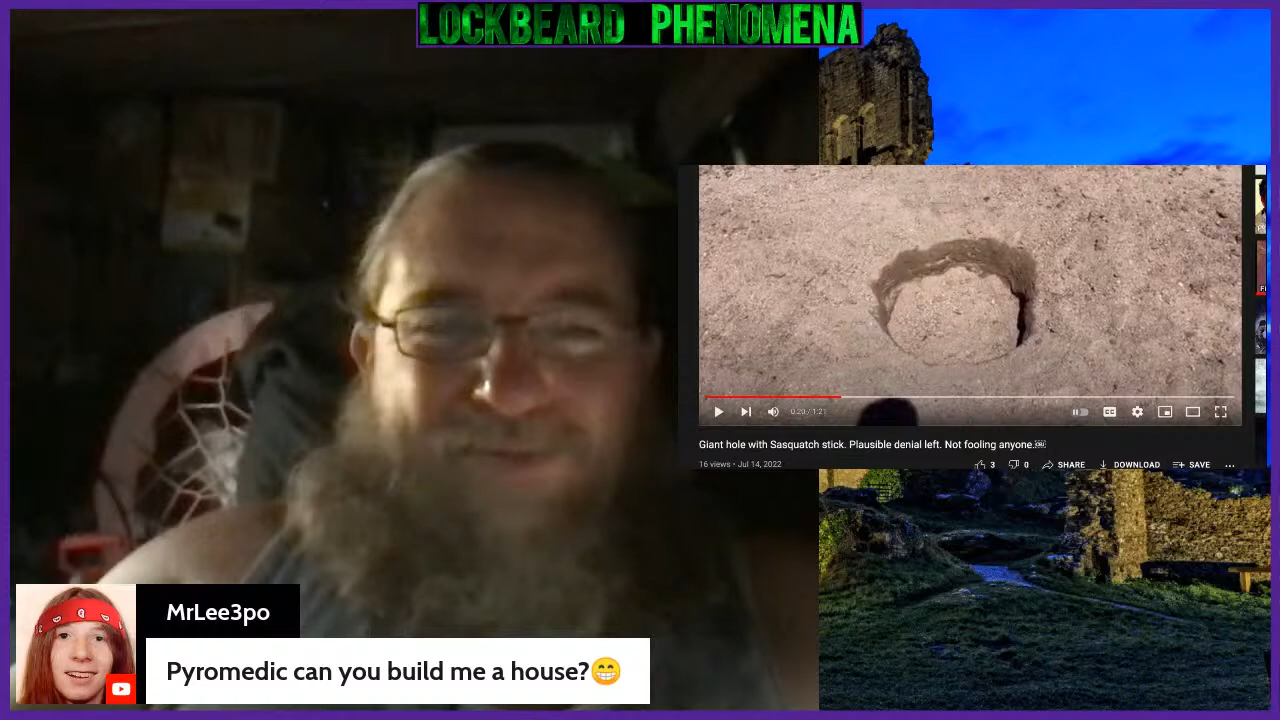 LOCKBEARD PHENOMENA
0:20 / 1:21
CC
Giant hole with Sasquatch stick. Plausible denial left. Not fooling anyone.
16 views • Jul 14, 2022
3
0
SHARE
DOWNLOAD
SAVE
...
MrLee3po
Pyromedic can you build me a house?😁